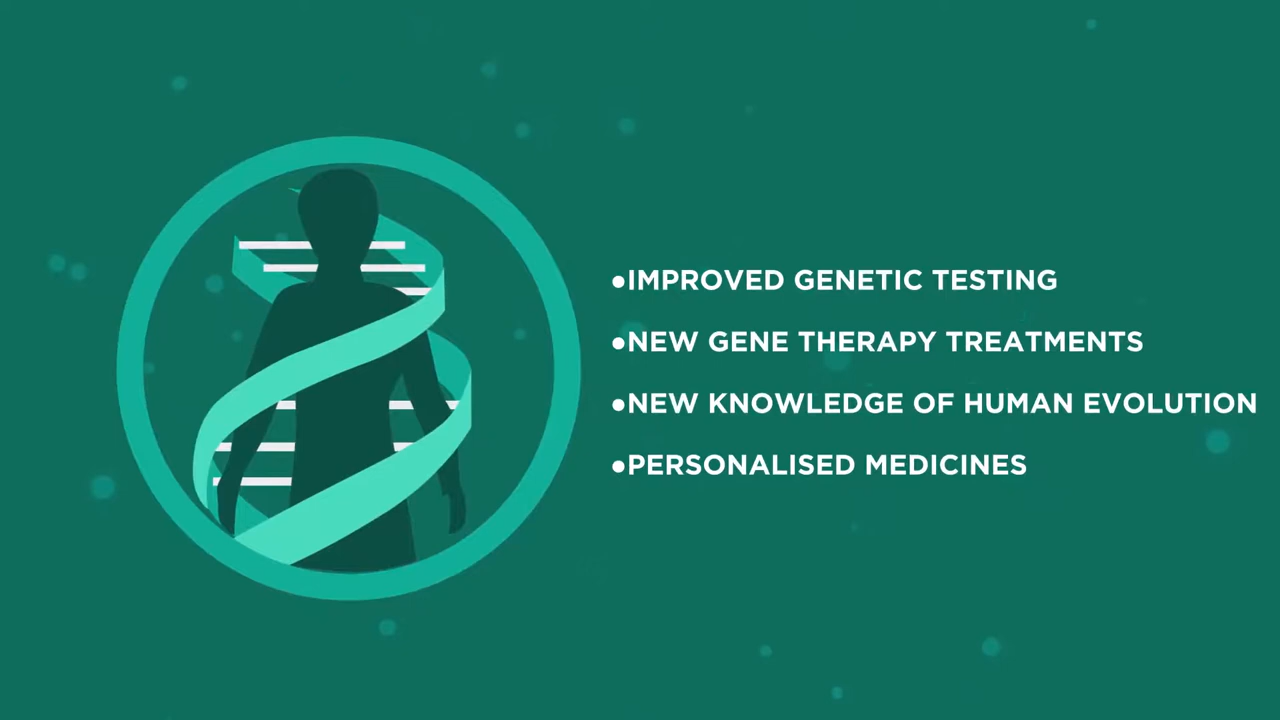 ●IMPROVED GENETIC TESTING
●NEW GENE THERAPY TREATMENTS
●NEW KNOWLEDGE OF HUMAN EVOLUTION
●PERSONALISED MEDICINES